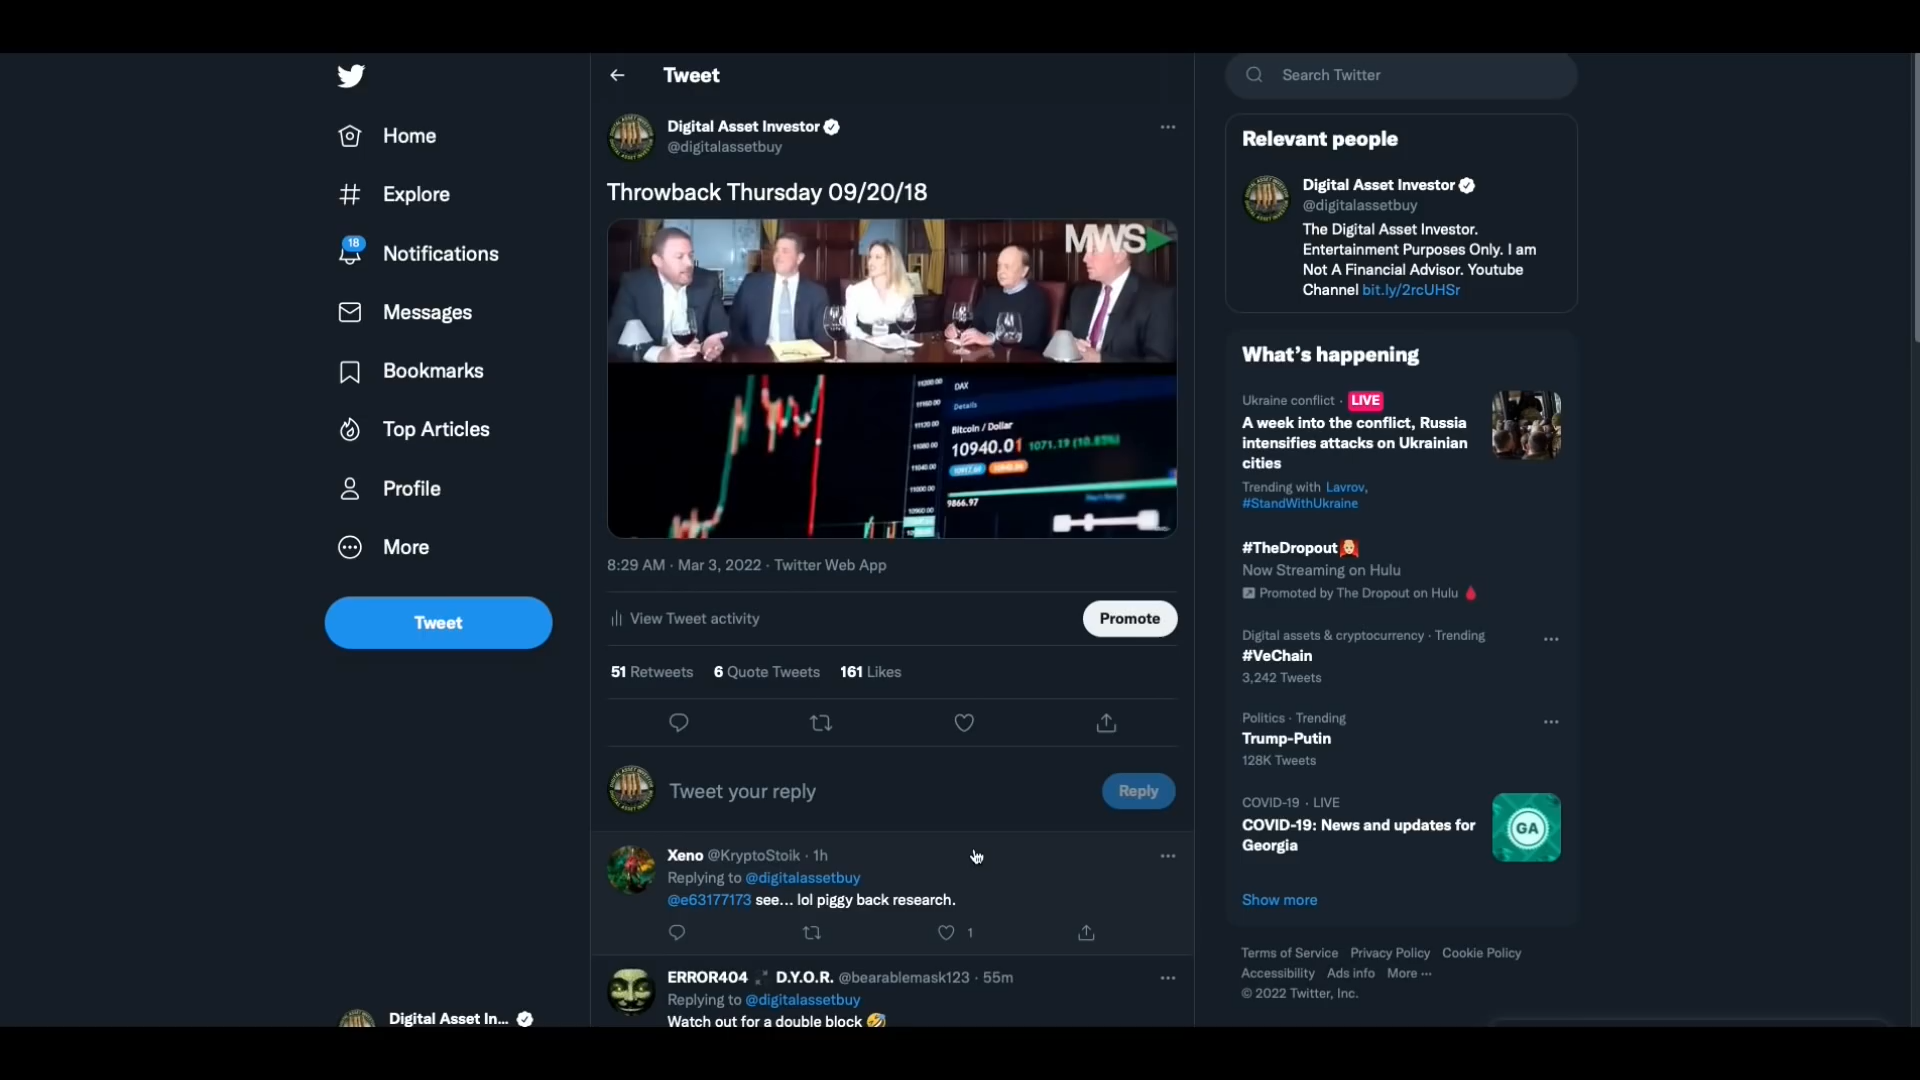 Home
Explore
18
Notifications
Messages
Bookmarks
Top Articles
Profile
More
Tweet
Digital Asset In...
Tweet
Digital Asset Investor
@digitalassetbuy
Throwback Thursday 09/20/18
MWS
DAX
Details
Bitcoin / Dollar
10940.01 1071.19 (10.85%)
9866.97
8:29 AM · Mar 3, 2022 · Twitter Web App
View Tweet activity
Promote
51 Retweets 6 Quote Tweets 161 Likes
Tweet your reply
Reply
Xeno @KryptoStoik · 1h
Replying to @digitalassetbuy
@e63177173 see... lol piggy back research.
1
ERROR404 D.Y.O.R. @bearablemask123 · 55m
Replying to @digitalassetbuy
Watch out for a double block 🤣
Search Twitter
Relevant people
Digital Asset Investor
@digitalassetbuy
The Digital Asset Investor.
Entertainment Purposes Only. I am
Not A Financial Advisor. Youtube
Channel bit.ly/2rcUHSr
What's happening
Ukraine conflict · LIVE
A week into the conflict, Russia
intensifies attacks on Ukrainian
cities
Trending with Lavrov,
#StandWithUkraine
#TheDropout
Now Streaming on Hulu
Promoted by The Dropout on Hulu 🩸
Digital assets & cryptocurrency · Trending
#VeChain
3,242 Tweets
Politics · Trending
Trump-Putin
128K Tweets
COVID-19 · LIVE
COVID-19: News and updates for
Georgia
GA
Show more
Terms of Service Privacy Policy Cookie Policy
Accessibility Ads info More ···
© 2022 Twitter, Inc.